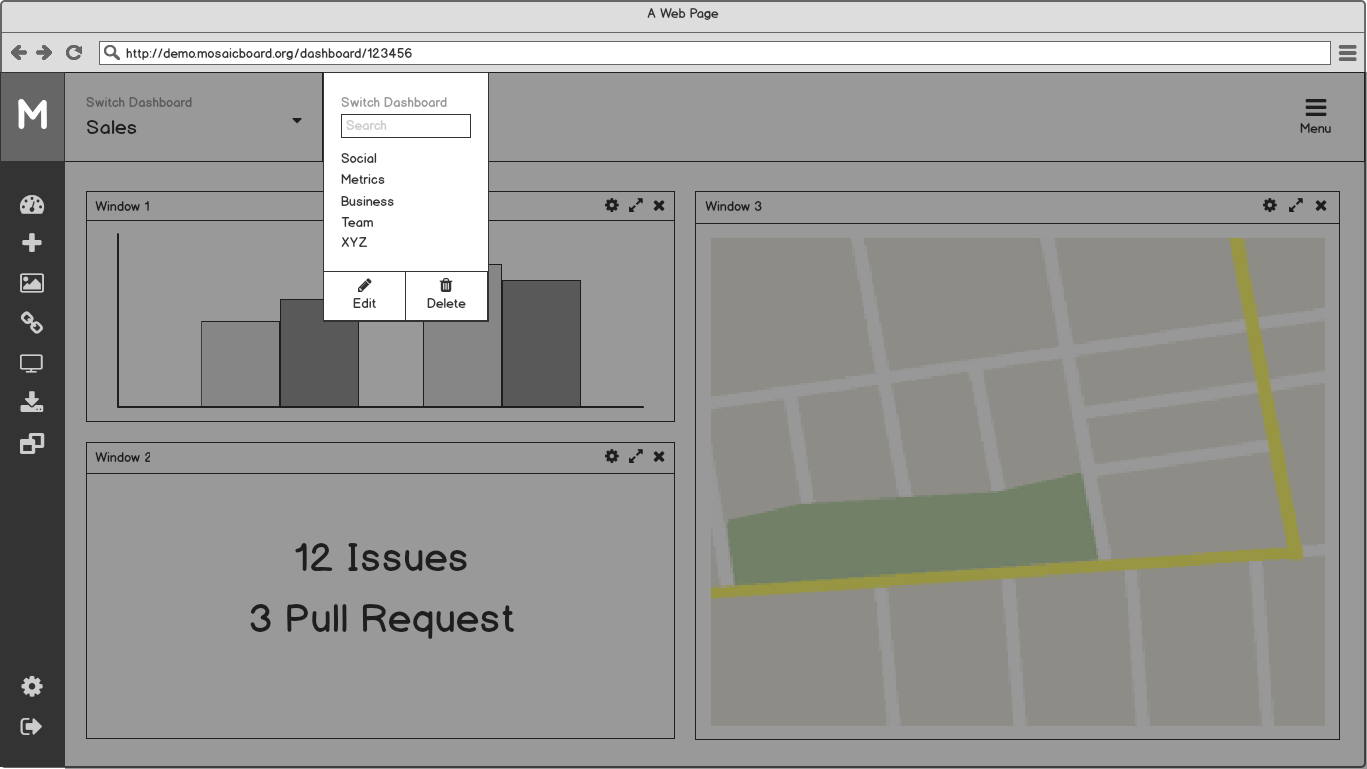 A Web Page
http://demo.mosaicboard.org/dashboard/123456
M
Switch Dashboard
Sales
Switch Dashboard
Search
Social
Metrics
Business
Team
XYZ
Edit
Delete
Menu
Window 1
Window 2
12 Issues
3 Pull Request
Window 3